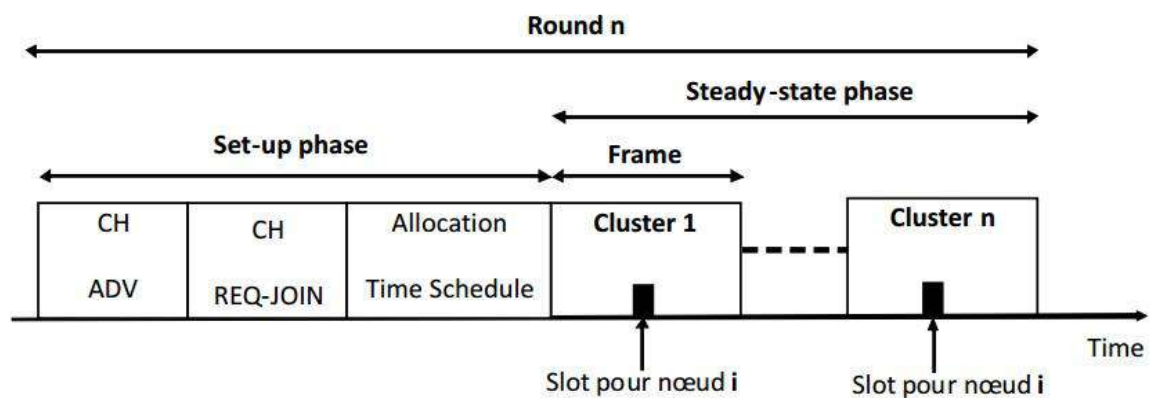 Round n
Steady-state phase
Set-up phase
Frame
CH
ADV
CH
REQ-JOIN
Allocation
Time Schedule
Cluster 1
Cluster n
Time
Slot pour nœud i
Slot pour nœud i